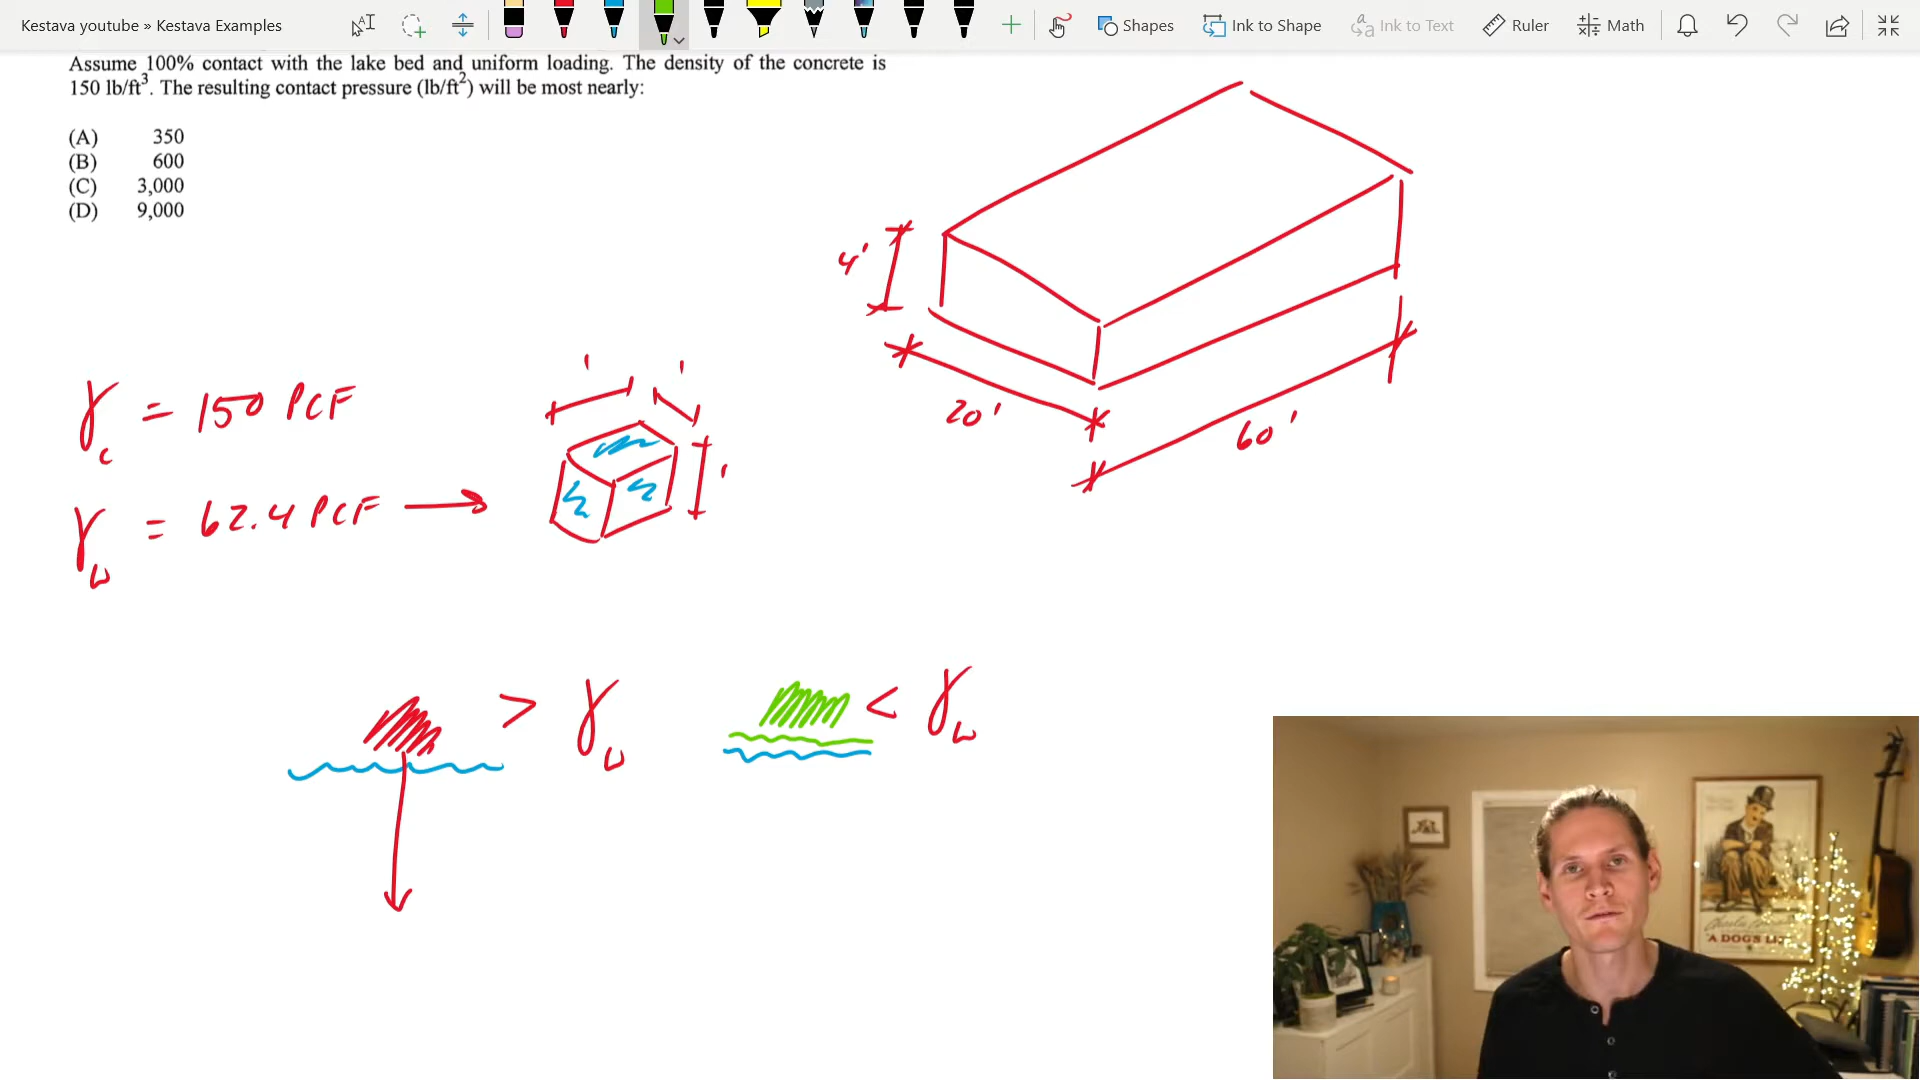 Kestava youtube » Kestava Examples
Shapes
Ink to Shape
Ink to Text
Ruler
Math
Assume 100% contact with the lake bed and uniform loading. The density of the concrete is
150 lb/ft³. The resulting contact pressure (lb/ft²) will be most nearly:
(A) 350
(B) 600
(C) 3,000
(D) 9,000
4'
20'
60'
γc = 150 PCF
γw = 62.4 PCF
1' 1'
1'
> γw
< γw
"A DOG'S LI